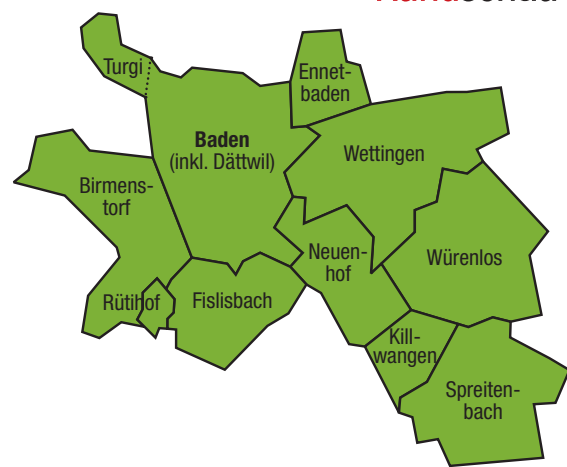 Turgi
Ennet-
baden
Baden
(inkl. Dättwil)
Wettingen
Birmens-
torf
Neuen-
hof
Würenlos
Rütihof
Fislisbach
Kill-
wangen
Spreiten-
bach